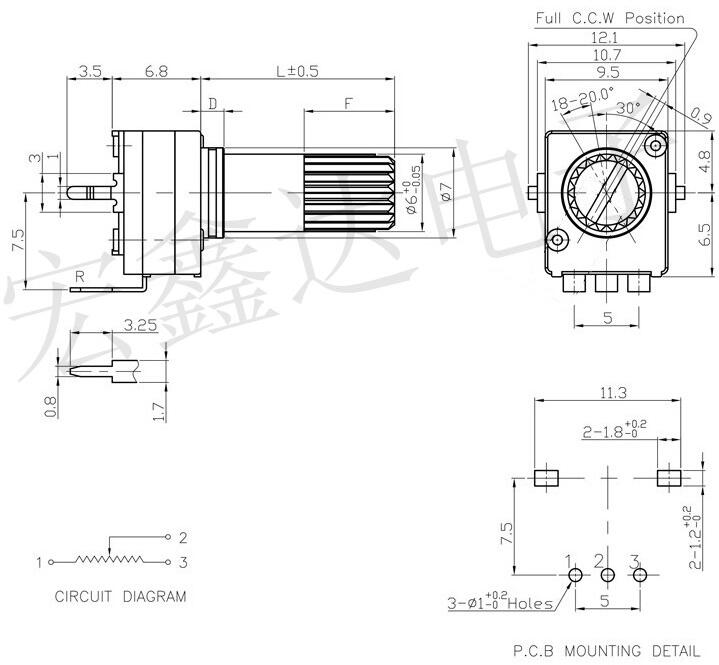 Full C.C.W Position
12.1
10.7
9.5
3.5
6.8
L±0.5
D
F
18-20.0°
30°
0.9
3
1
Ø6 +0 -0.05
Ø7
4.8
7.5
R
6.5
5
宏鑫达电子
3.25
0.8
1.7
11.3
2-1.8 +0.2 -0
7.5
2-1.2 +0.2 -0
1 2 3
3-Ø1 +0.2 -0 Holes
5
1
2
3
CIRCUIT DIAGRAM
P.C.B MOUNTING DETAIL